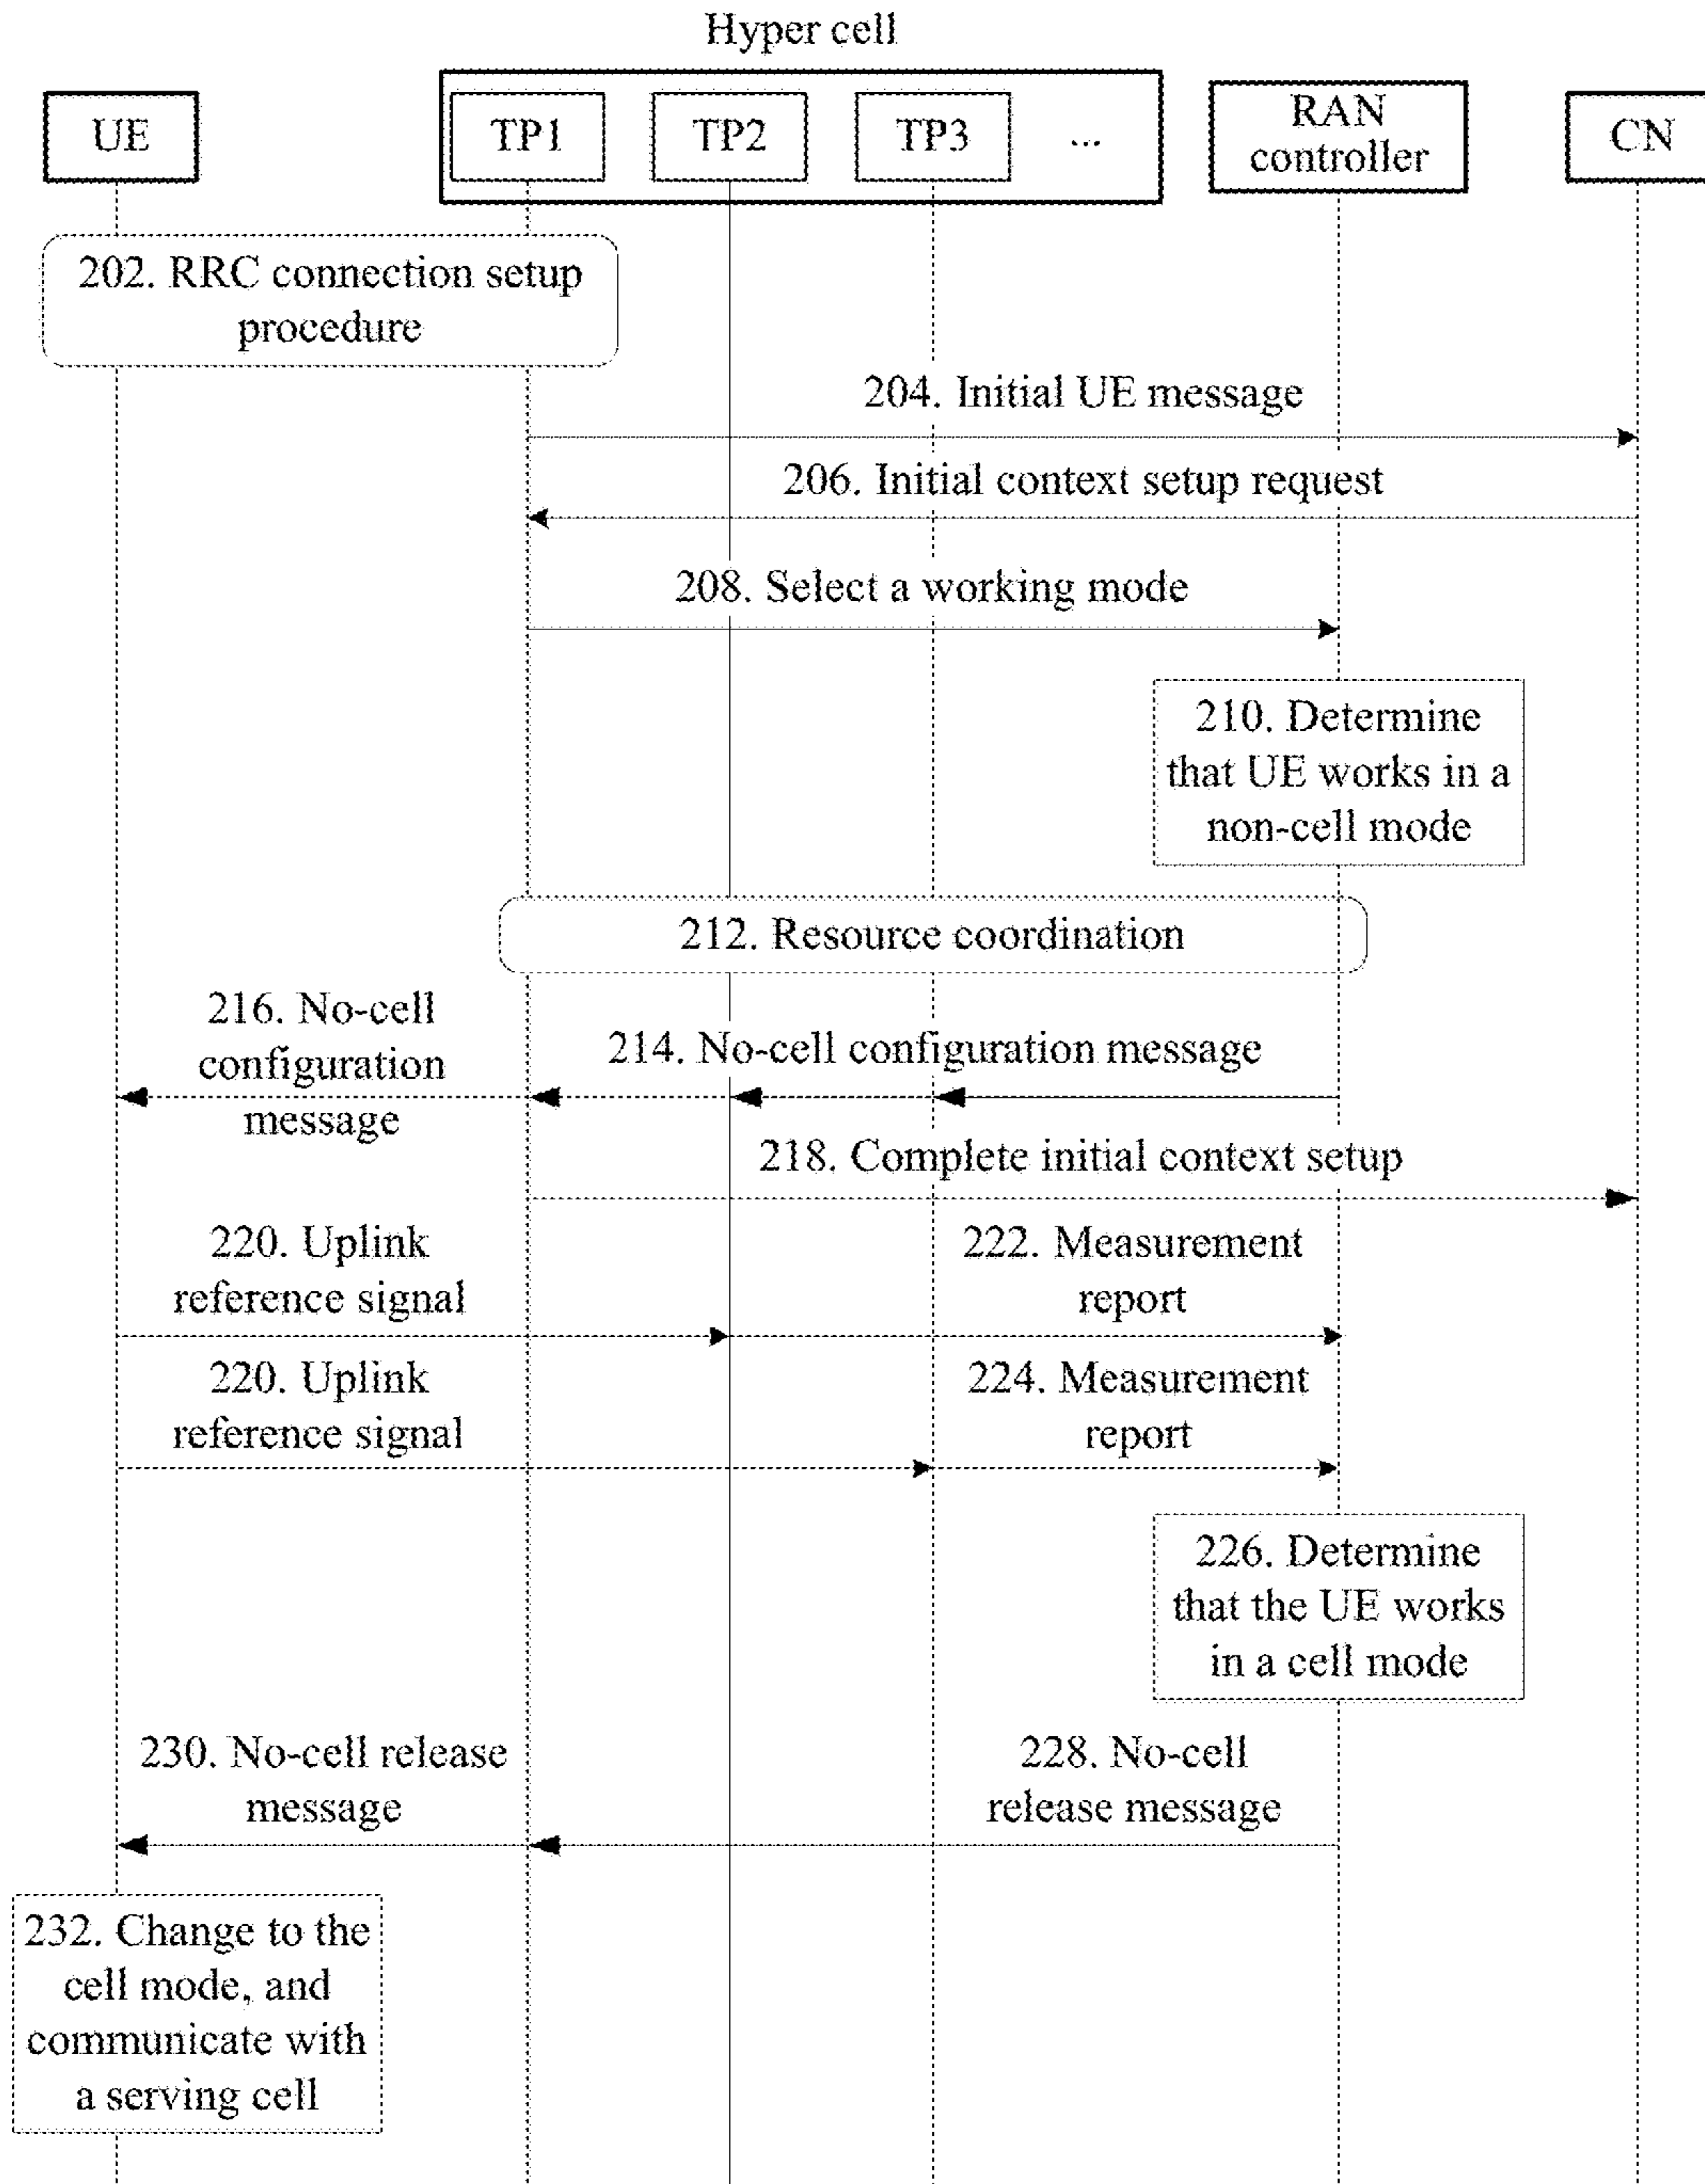 Hyper cell
UE
TP1
TP2
TP3
...
RAN
controller
CN
202. RRC connection setup
procedure
204. Initial UE message
206. Initial context setup request
208. Select a working mode
210. Determine
that UE works in a
non-cell mode
212. Resource coordination
216. No-cell
configuration
message
214. No-cell configuration message
218. Complete initial context setup
220. Uplink
reference signal
222. Measurement
report
220. Uplink
reference signal
224. Measurement
report
226. Determine
that the UE works
in a cell mode
230. No-cell release
message
228. No-cell
release message
232. Change to the
cell mode, and
communicate with
a serving cell